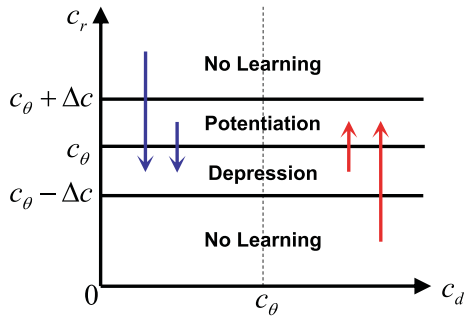 c_r
No Learning
c_θ + Δc
Potentiation
c_θ
Depression
c_θ − Δc
No Learning
0
c_θ
c_d